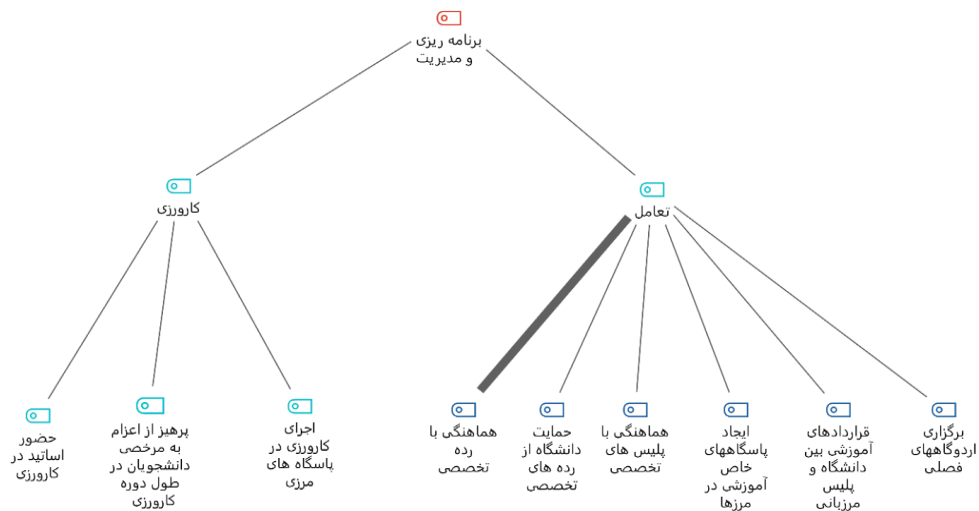 برنامه ریزی
و مدیریت
کارورزی
تعامل
حضور
اساتید در
کارورزی
پرهیز از اعزام
به مرخصی
دانشجویان در
طول دوره
کارورزی
اجرای
کارورزی در
پاسگاه های
مرزی
هماهنگی با
رده
تخصصی
حمایت
دانشگاه از
رده های
تخصصی
هماهنگی با
پلیس های
تخصصی
ایجاد
پاسگاههای
خاص
آموزشی در
مرزها
قراردادهای
آموزشی بین
دانشگاه و
پلیس
مرزبانی
برگزاری
اردوگاههای
فصلی